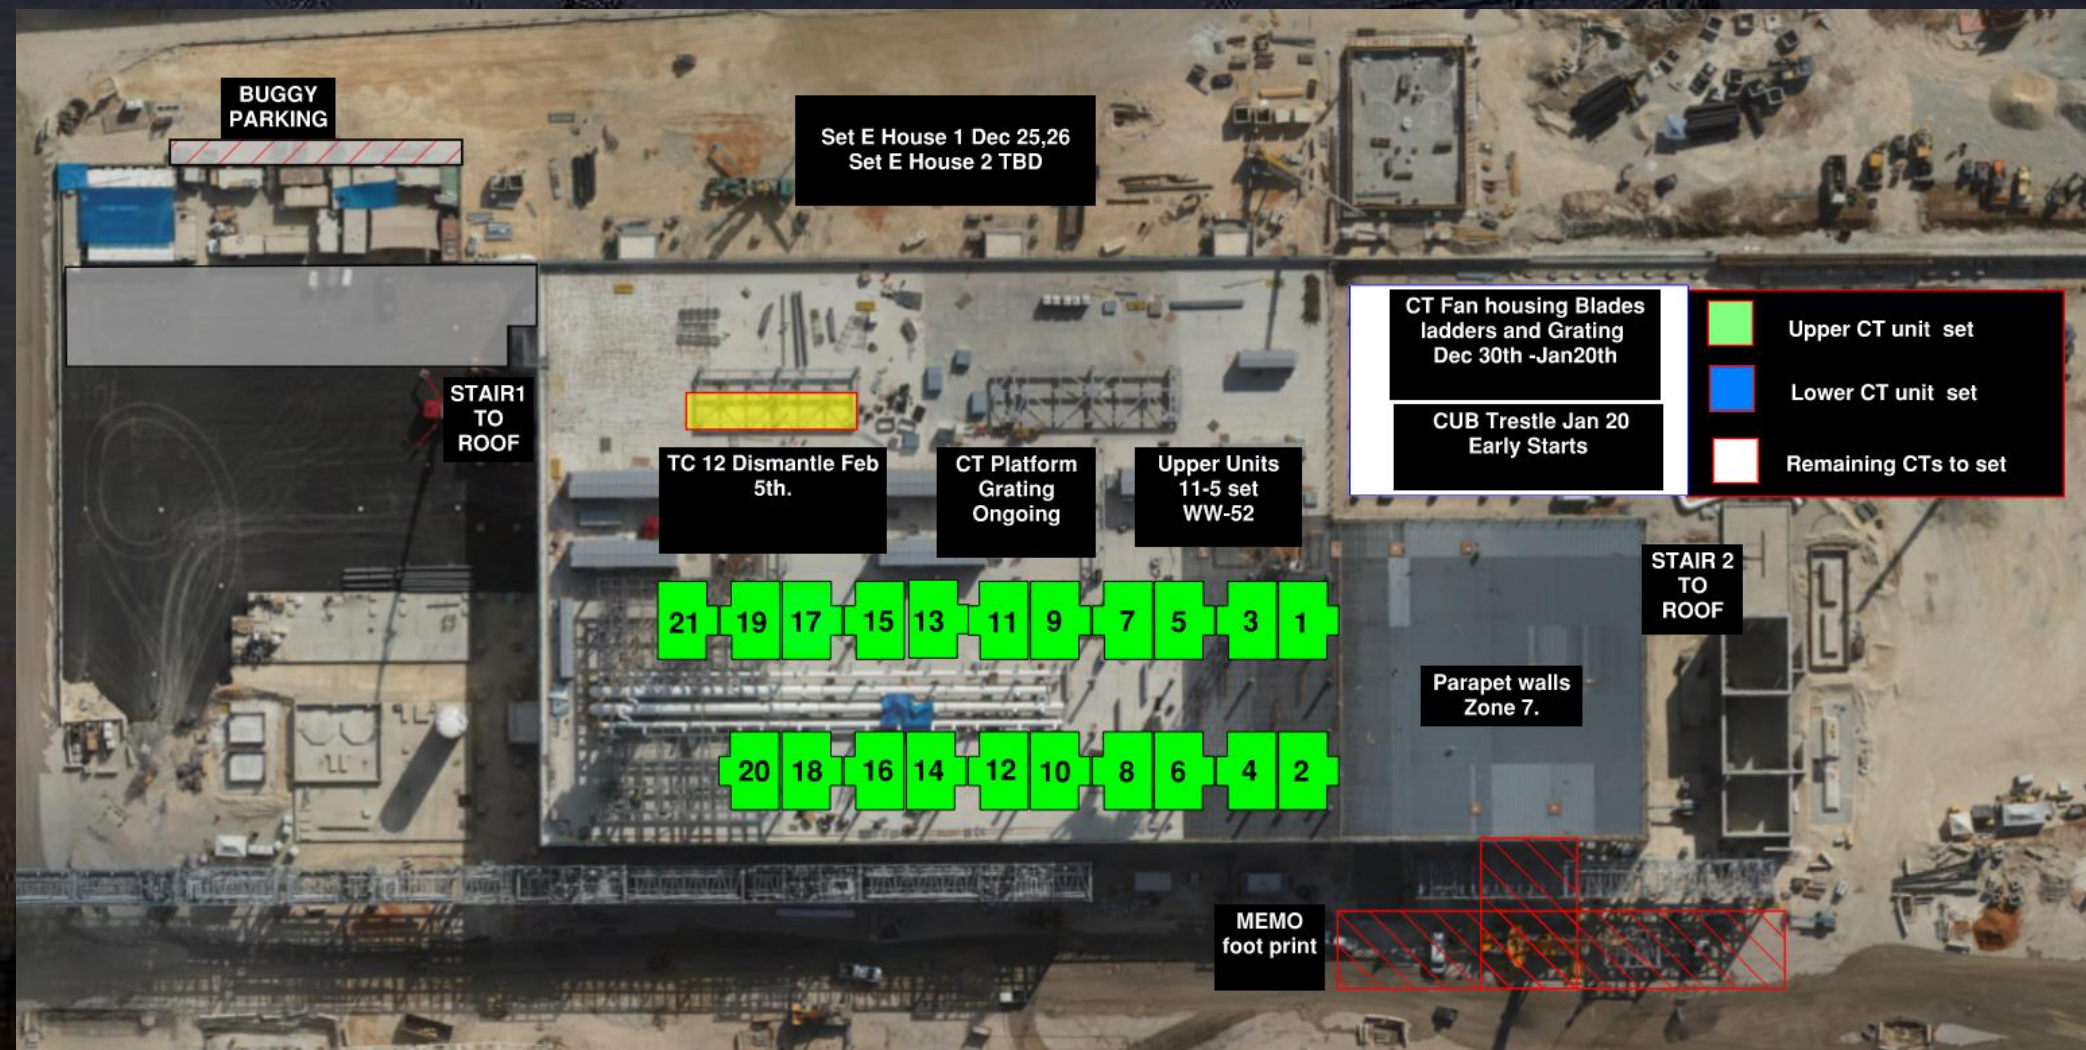 BUGGY
PARKING
Set E House 1 Dec 25,26
Set E House 2 TBD
CT Fan housing Blades
ladders and Grating
Dec 30th -Jan20th
CUB Trestle Jan 20
Early Starts
Upper CT unit set
Lower CT unit set
Remaining CTs to set
STAIR1
TO
ROOF
TC 12 Dismantle Feb
5th.
CT Platform
Grating
Ongoing
Upper Units
11-5 set
WW-52
STAIR 2
TO
ROOF
21 19 17 15 13 11 9 7 5 3 1
Parapet walls
Zone 7.
20 18 16 14 12 10 8 6 4 2
MEMO
foot print